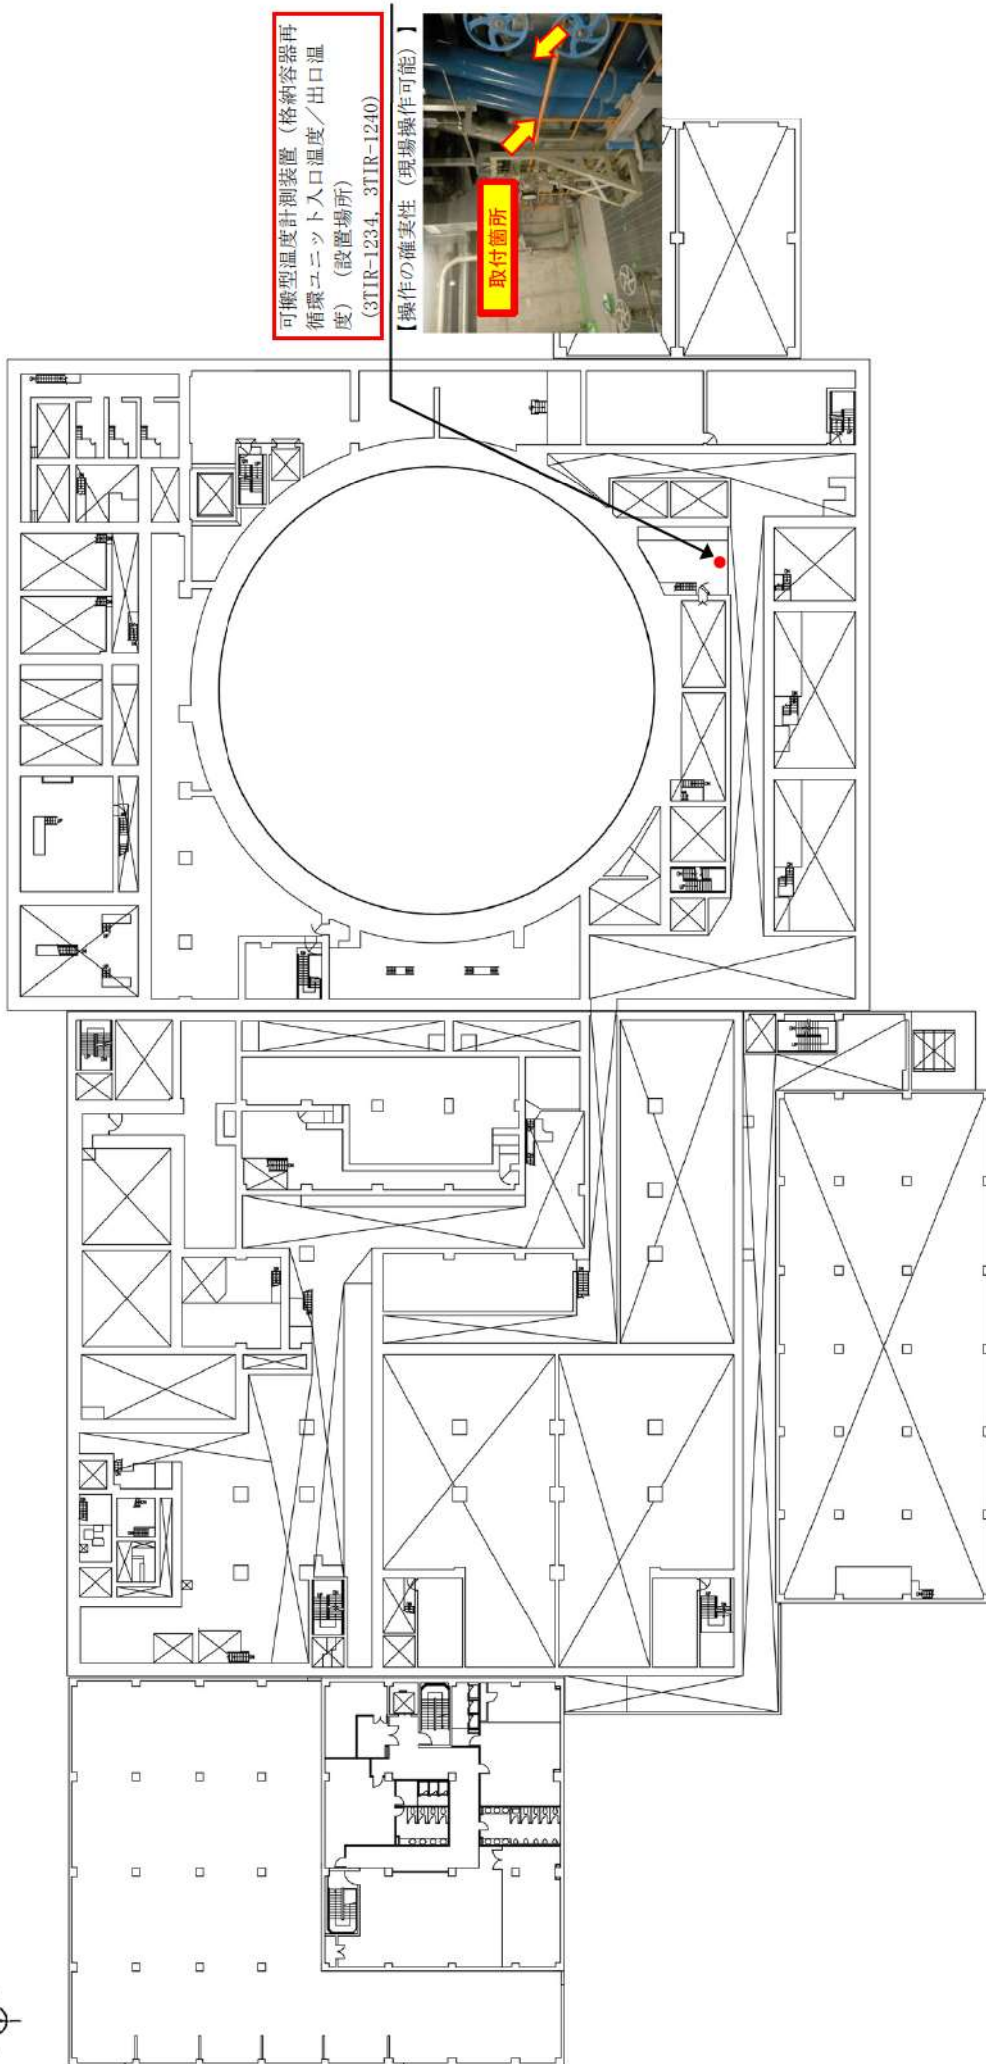 可搬型温度計測装置（格納容器再
循環ユニット入口温度／出口温
度）（設置場所）
(3TIR-1234, 3TIR-1240)
【操作の確実性（現場操作可能）】
取付箇所